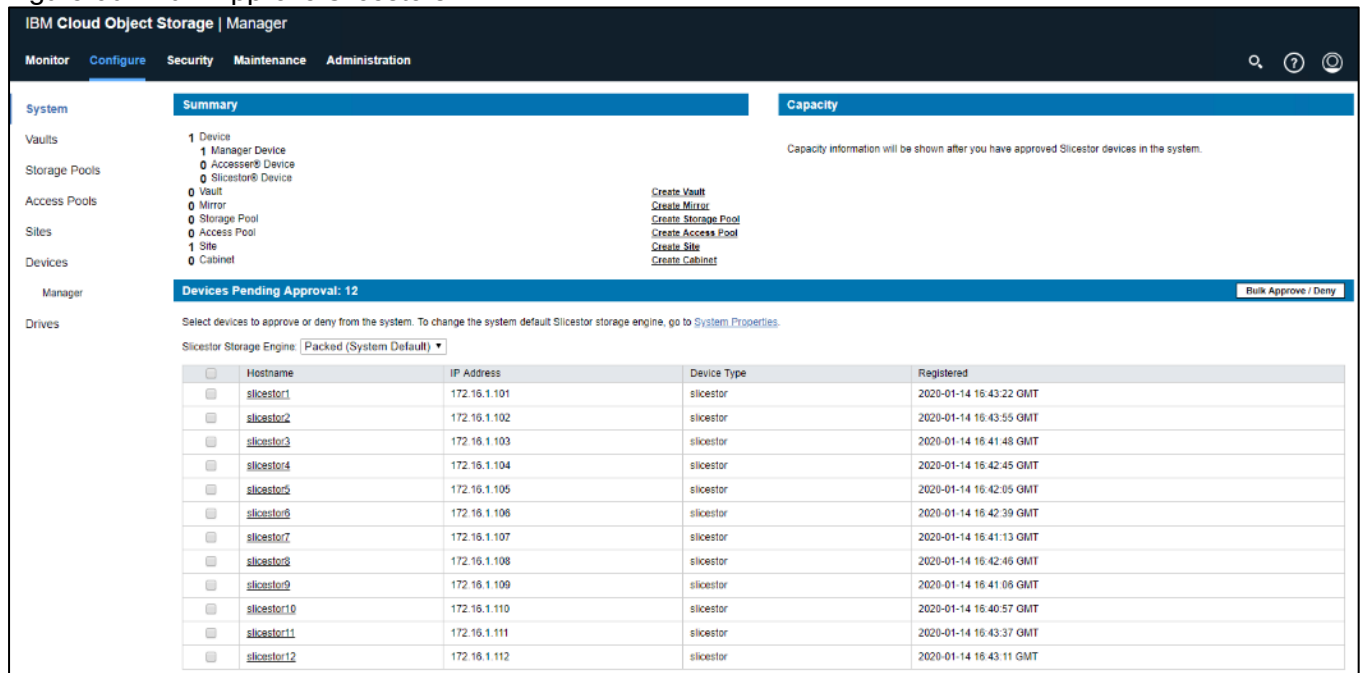 IBM Cloud Object Storage | Manager
Monitor Configure Security Maintenance Administration
System
Vaults
Storage Pools
Access Pools
Sites
Devices
Manager
Drives
Summary
1 Device
1 Manager Device
0 Accesser® Device
0 Slicestor® Device
0 Vault Create Vault
0 Mirror Create Mirror
0 Storage Pool Create Storage Pool
0 Access Pool Create Access Pool
1 Site Create Site
0 Cabinet Create Cabinet
Capacity
Capacity information will be shown after you have approved Slicestor devices in the system.
Devices Pending Approval: 12 Bulk Approve / Deny
Select devices to approve or deny from the system. To change the system default Slicestor storage engine, go to System Properties.
Slicestor Storage Engine: Packed (System Default)
Hostname IP Address Device Type Registered
slicestor1 172.16.1.101 slicestor 2020-01-14 16:43:22 GMT
slicestor2 172.16.1.102 slicestor 2020-01-14 16:43:55 GMT
slicestor3 172.16.1.103 slicestor 2020-01-14 16:41:48 GMT
slicestor4 172.16.1.104 slicestor 2020-01-14 16:42:45 GMT
slicestor5 172.16.1.105 slicestor 2020-01-14 16:42:05 GMT
slicestor6 172.16.1.106 slicestor 2020-01-14 16:42:39 GMT
slicestor7 172.16.1.107 slicestor 2020-01-14 16:41:13 GMT
slicestor8 172.16.1.108 slicestor 2020-01-14 16:42:46 GMT
slicestor9 172.16.1.109 slicestor 2020-01-14 16:41:06 GMT
slicestor10 172.16.1.110 slicestor 2020-01-14 16:40:57 GMT
slicestor11 172.16.1.111 slicestor 2020-01-14 16:43:37 GMT
slicestor12 172.16.1.112 slicestor 2020-01-14 16:43:11 GMT